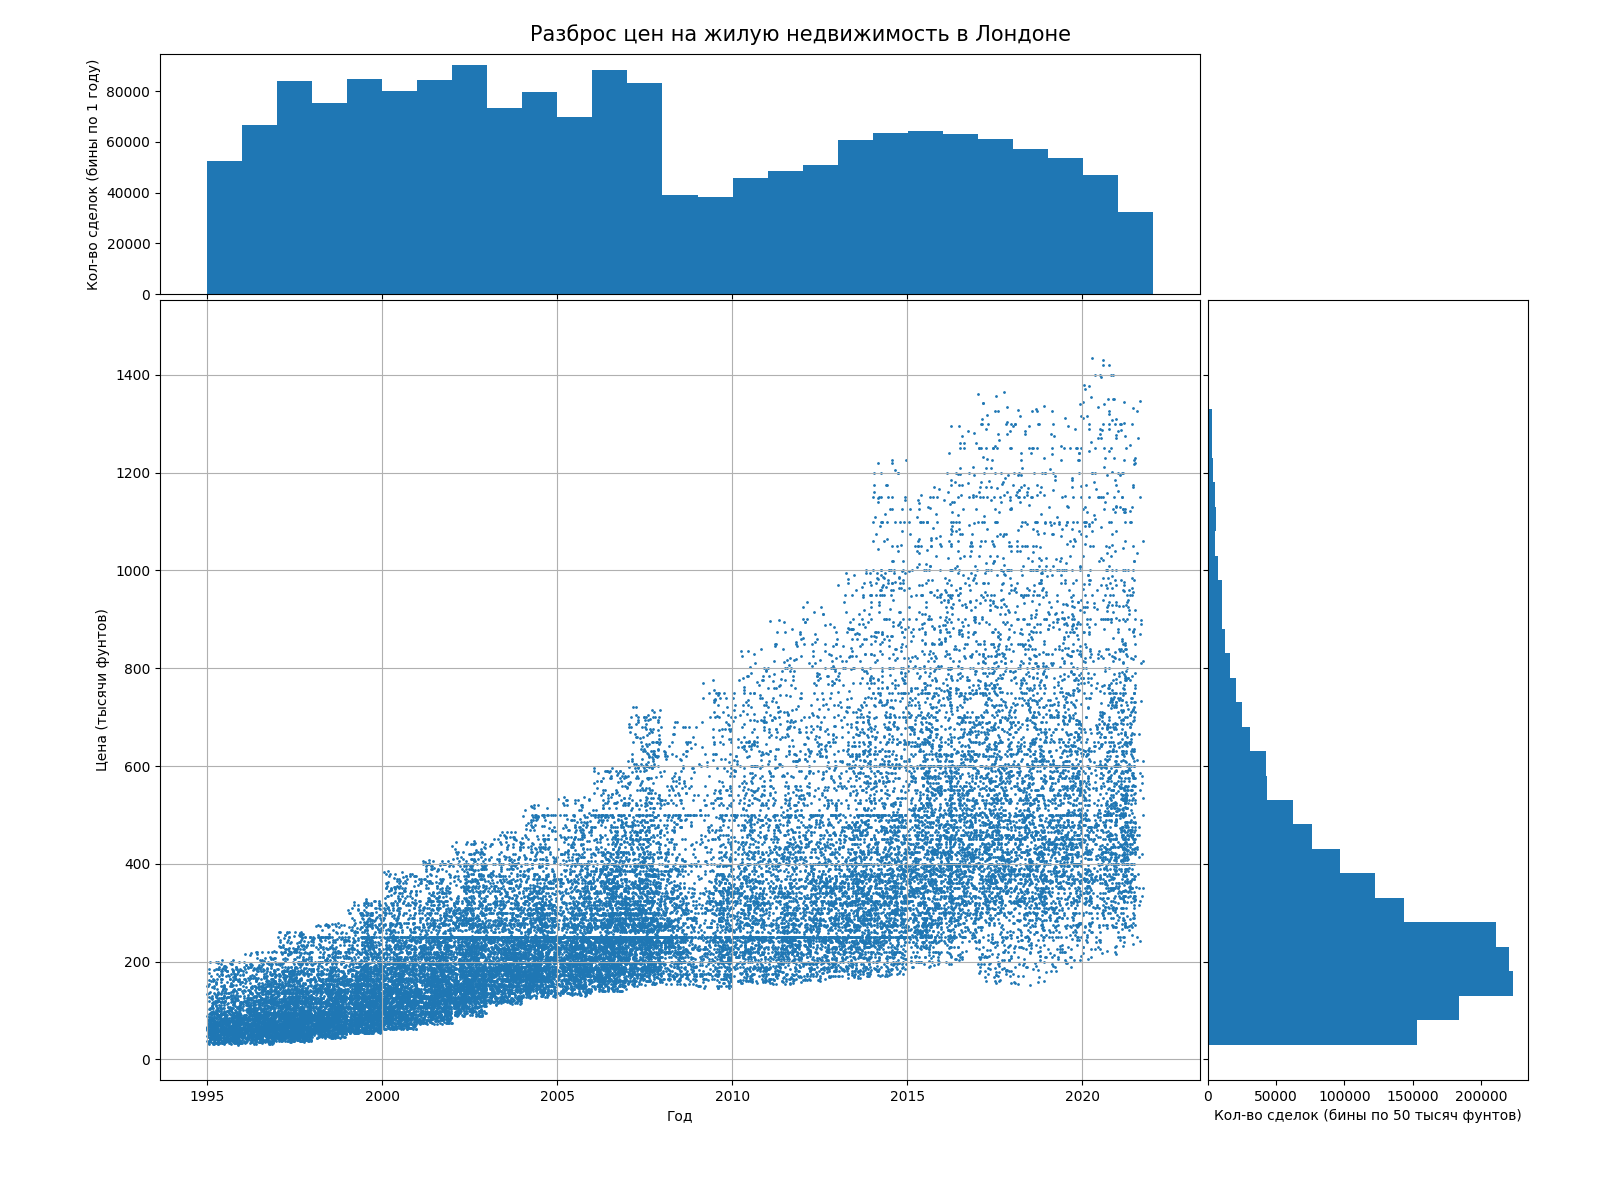 Разброс цен на жилую недвижимость в Лондоне
Кол-во сделок (бины по 1 году)
80000
60000
40000
20000
0
Цена (тысячи фунтов)
1400
1200
1000
800
600
400
200
0
1995 2000 2005 2010 2015 2020
Год
0 50000 100000 150000 200000
Кол-во сделок (бины по 50 тысяч фунтов)